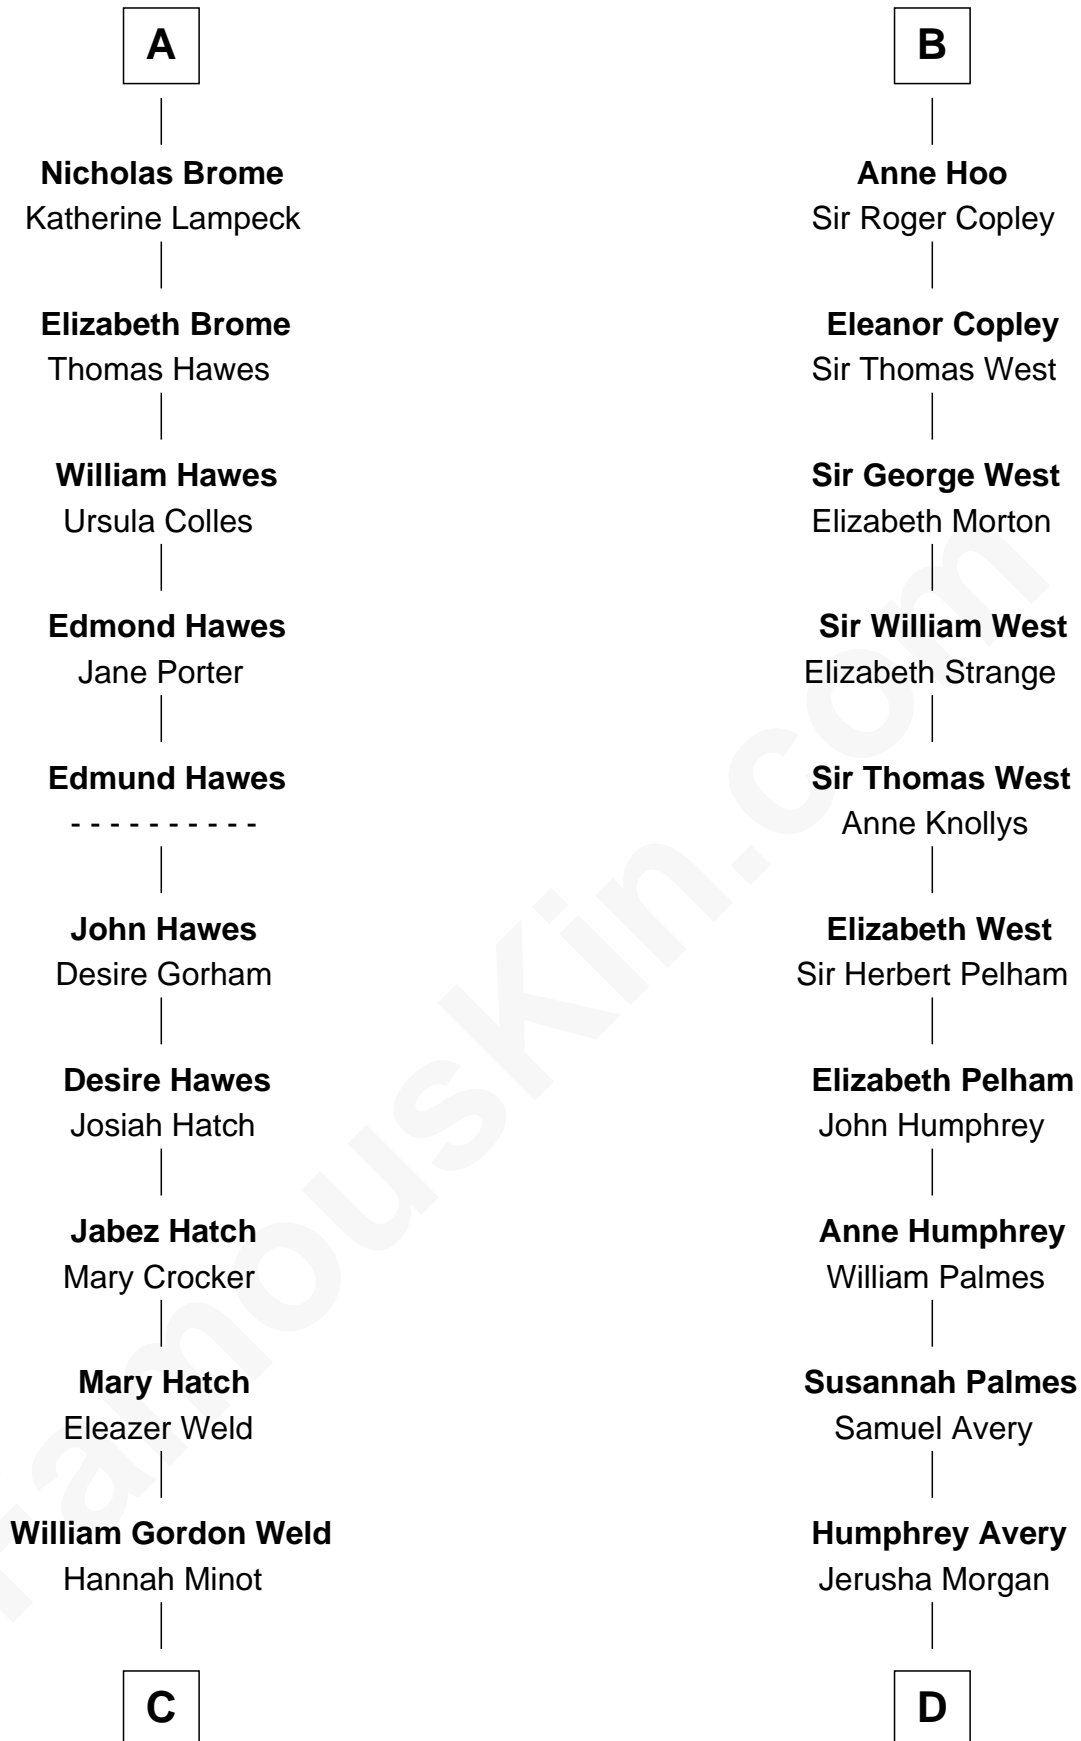 A
Nicholas Brome
Katherine Lampeck
Elizabeth Brome
Thomas Hawes
William Hawes
Ursula Colles
Edmond Hawes
Jane Porter
Edmund Hawes
- - - - - - - - - -
John Hawes
Desire Gorham
Desire Hawes
Josiah Hatch
Jabez Hatch
Mary Crocker
Mary Hatch
Eleazer Weld
William Gordon Weld
Hannah Minot
C
B
Anne Hoo
Sir Roger Copley
Eleanor Copley
Sir Thomas West
Sir George West
Elizabeth Morton
Sir William West
Elizabeth Strange
Sir Thomas West
Anne Knollys
Elizabeth West
Sir Herbert Pelham
Elizabeth Pelham
John Humphrey
Anne Humphrey
William Palmes
Susannah Palmes
Samuel Avery
Humphrey Avery
Jerusha Morgan
D
FamousKin.com